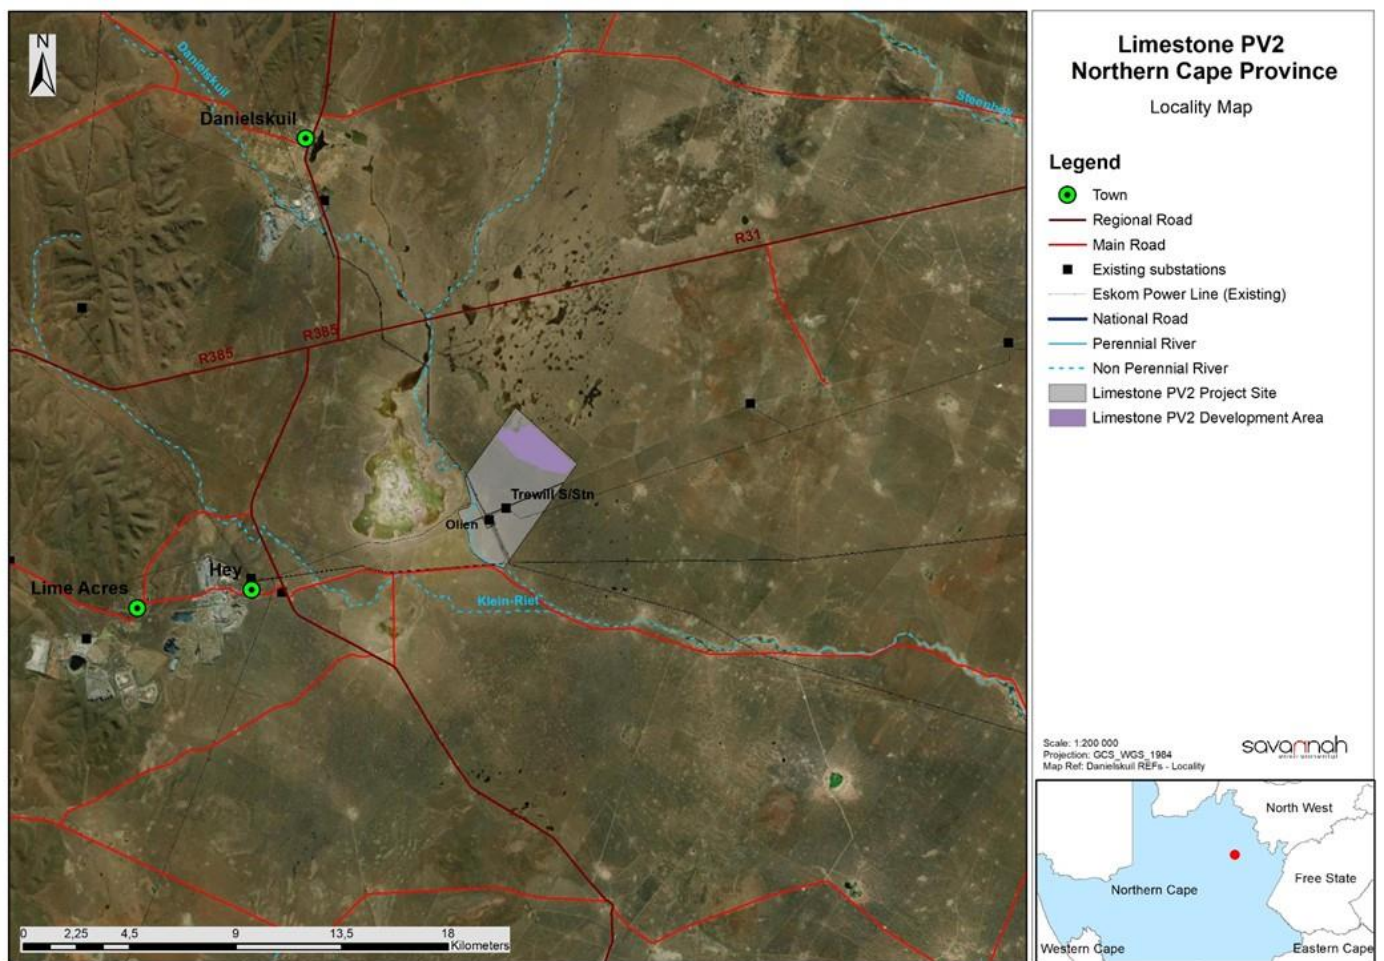 N
Danielskuil
Danielskuil
Steenbok
R31
R385
R385
Trewill S/Stn
Olien
Hey
Lime Acres
Klein-Riet
0 2,25 4,5 9 13,5 18
Kilometers
Limestone PV2
Northern Cape Province
Locality Map
Legend
Town
Regional Road
Main Road
Existing substations
Eskom Power Line (Existing)
National Road
Perennial River
Non Perennial River
Limestone PV2 Project Site
Limestone PV2 Development Area
Scale: 1:200 000
Projection: GCS_WGS_1984
Map Ref: Danielskuil REFs - Locality
savannah
environmental
North West
Northern Cape
Free State
Western Cape
Eastern Cape